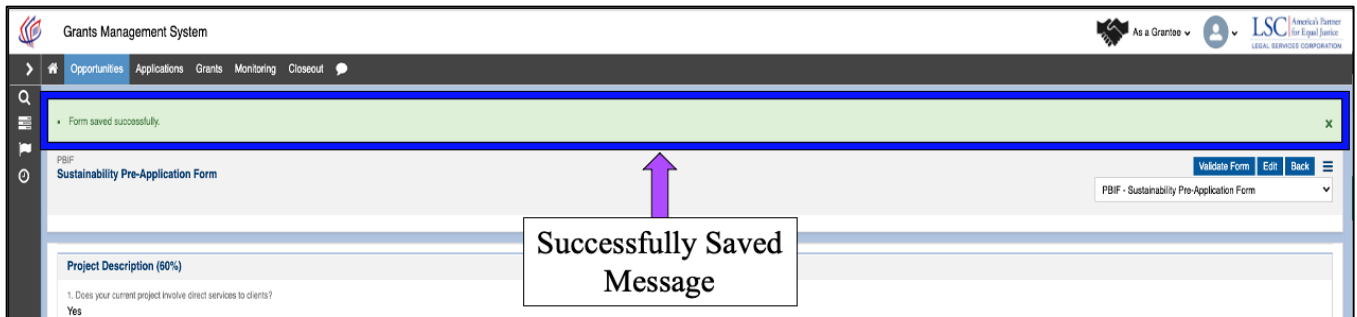 Grants Management System
As a Grantee
LSC America's Partner for Equal Justice
LEGAL SERVICES CORPORATION
Opportunities Applications Grants Monitoring Closeout
Form saved successfully.
x
PBIF
Sustainability Pre-Application Form
Validate Form Edit Back
PBIF - Sustainability Pre-Application Form
Successfully Saved
Message
Project Description (60%)
1. Does your current project involve direct services to clients?
Yes